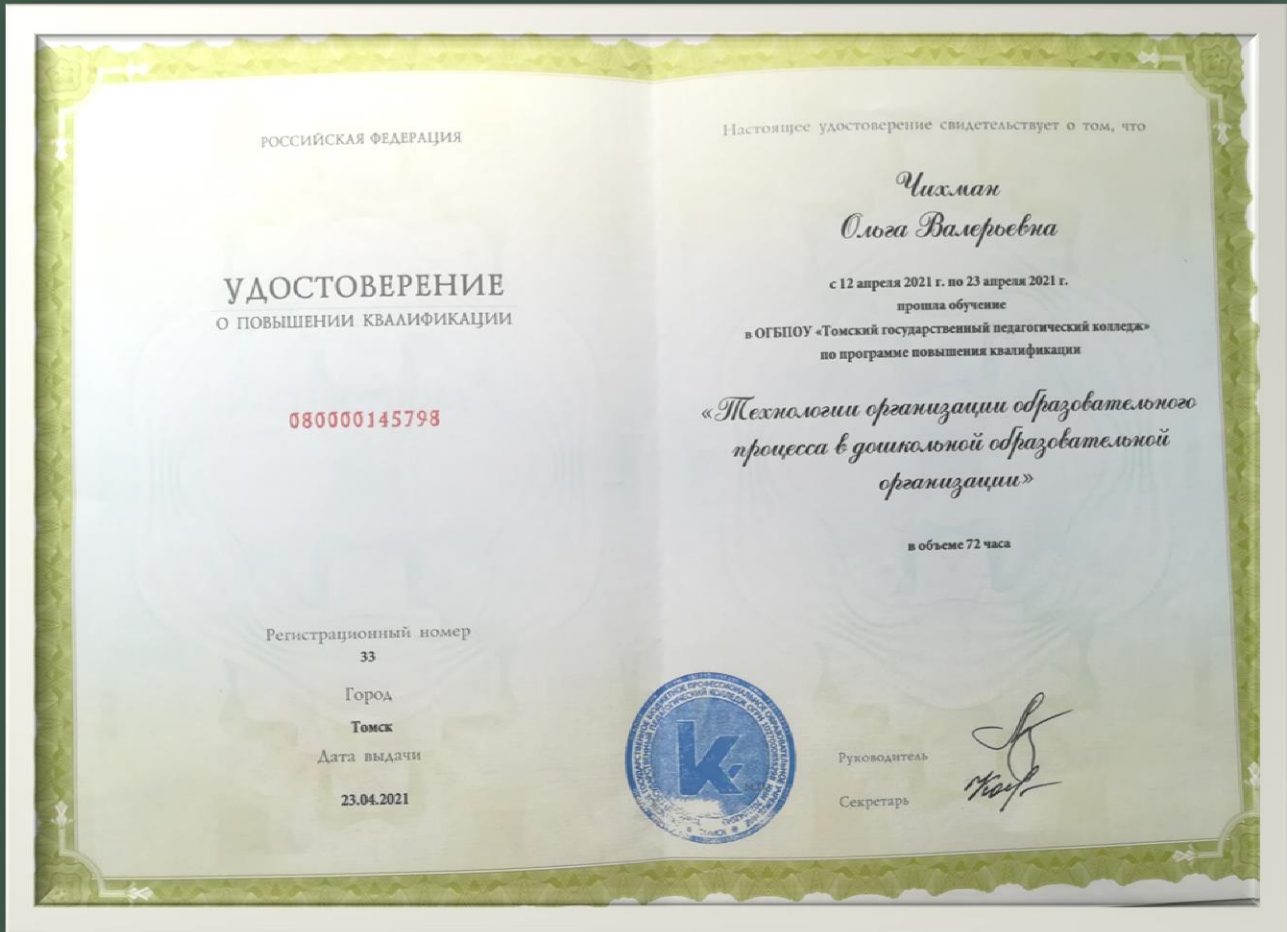 РОССИЙСКАЯ ФЕДЕРАЦИЯ
УДОСТОВЕРЕНИЕ
О ПОВЫШЕНИИ КВАЛИФИКАЦИИ
080000145798
Регистрационный номер
33
Город
Томск
Дата выдачи
23.04.2021
Настоящее удостоверение свидетельствует о том, что
Чихман
Ольга Валерьевна
с 12 апреля 2021 г. по 23 апреля 2021 г.
прошла обучение
в ОГБПОУ «Томский государственный педагогический колледж»
по программе повышения квалификации
«Технологии организации образовательного
процесса в дошкольной образовательной
организации»
в объеме 72 часа
Руководитель
Секретарь